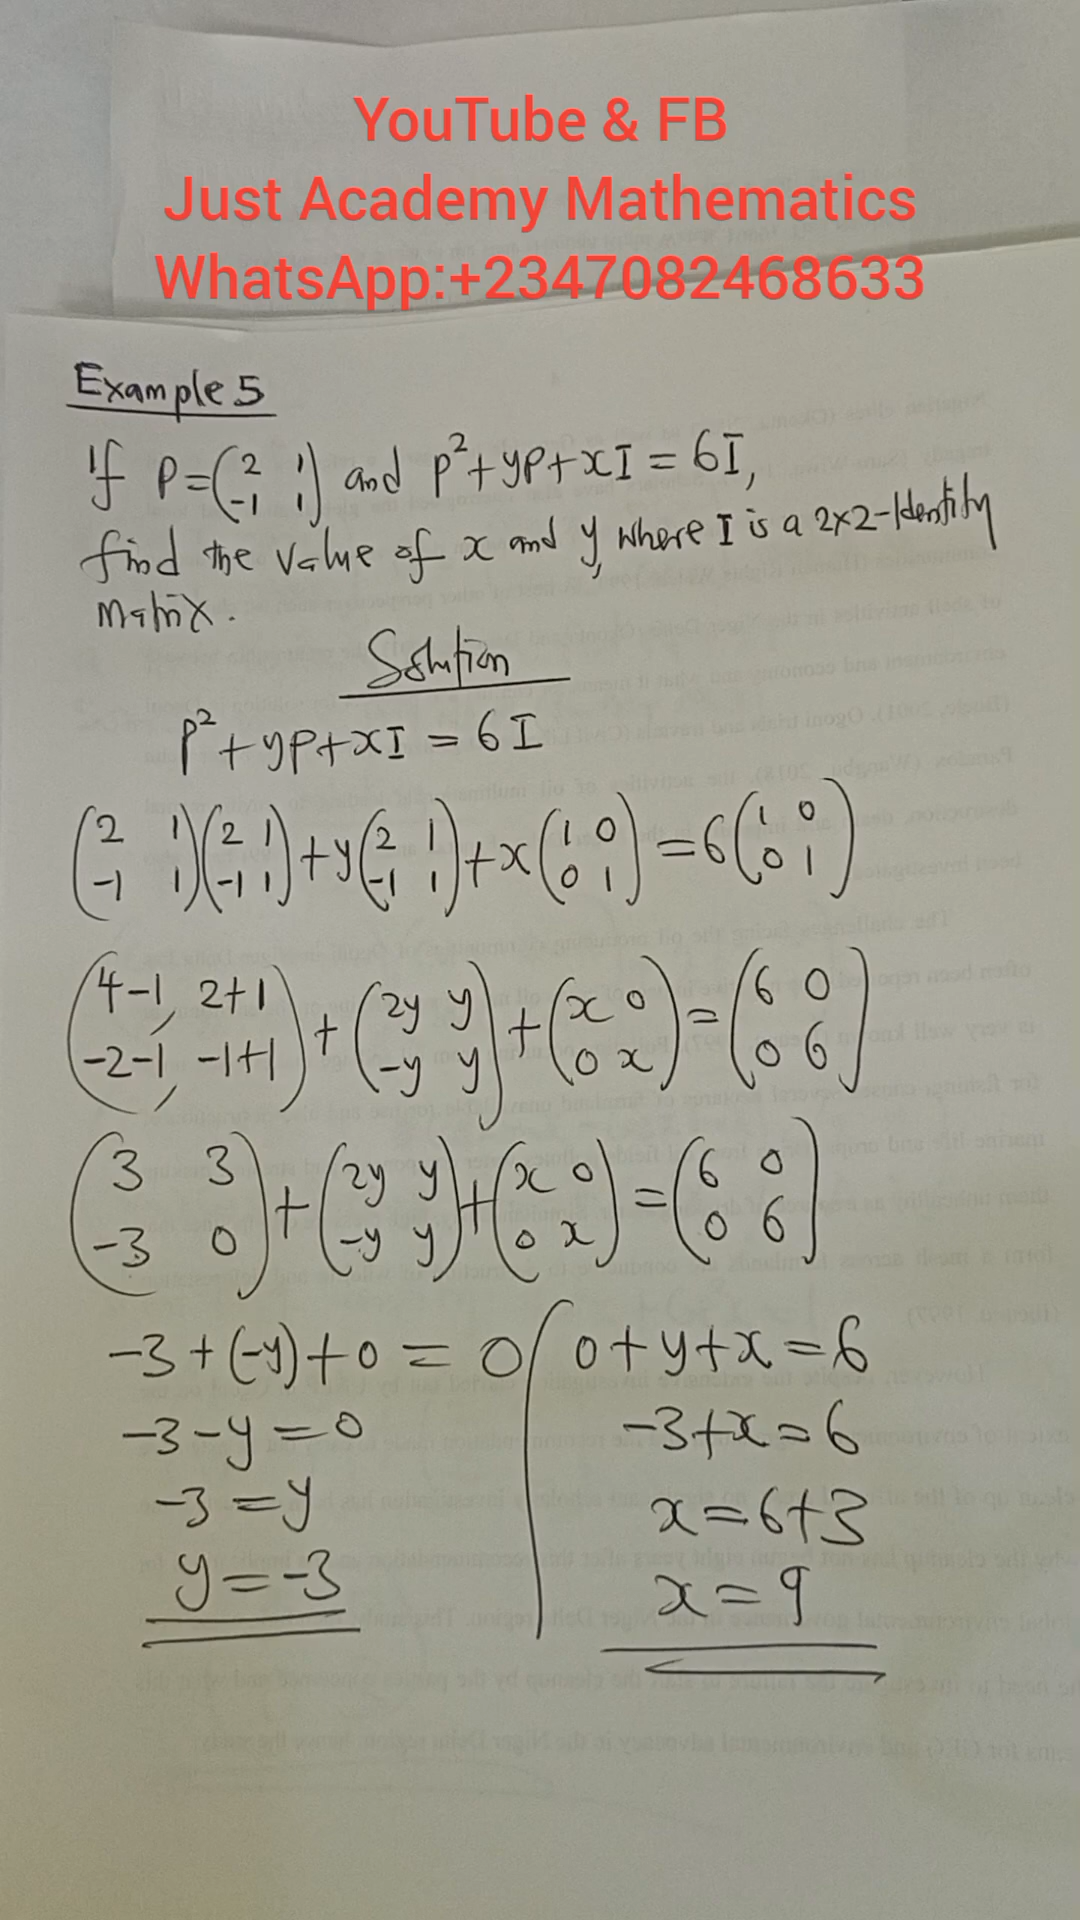 YouTube & FB
Just Academy Mathematics
WhatsApp:+2347082468633
Example 5
If P=(2 1
-1 1) and P²+yP+xI = 6I,
find the value of x and y, where I is a 2x2-Identity
Matrix.
Solution
P²+yP+xI = 6I
(2 1
-1 1)(2 1
-1 1)+y(2 1
-1 1)+x(1 0
0 1)=6(1 0
0 1)
(4-1, 2+1
-2-1, -1+1)+(2y y
-y y)+(x 0
0 x)=(6 0
0 6)
(3 3
-3 0)+(2y y
-y y)+(x 0
0 x)=(6 0
0 6)
-3+(-y)+0 = 0
-3-y=0
-3=y
y=-3
0+y+x=6
-3+x=6
x=6+3
x=9